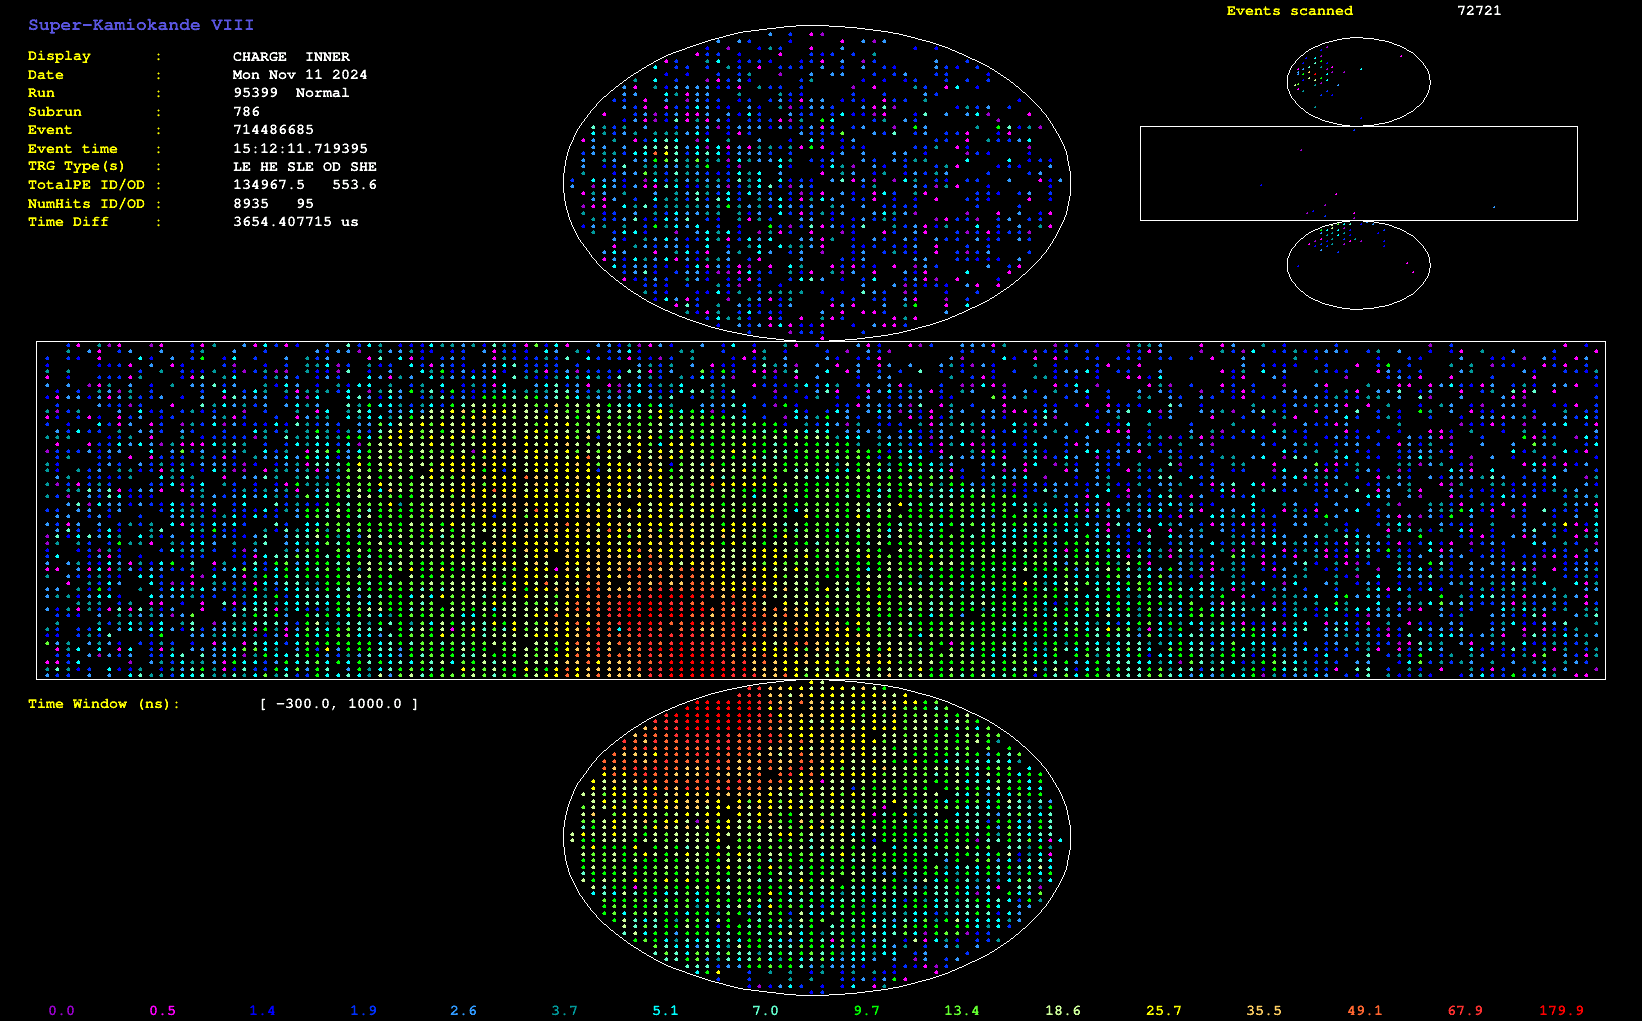 Super-Kamiokande VIII
Events scanned 72721
Display : CHARGE INNER
Date : Mon Nov 11 2024
Run : 95399 Normal
Subrun : 786
Event : 714486685
Event time : 15:12:11.719395
TRG Type(s) : LE HE SLE OD SHE
TotalPE ID/OD : 134967.5 553.6
NumHits ID/OD : 8935 95
Time Diff : 3654.407715 us
Time Window (ns): [ -300.0, 1000.0 ]
0.0 0.5 1.4 1.9 2.6 3.7 5.1 7.0 9.7 13.4 18.6 25.7 35.5 49.1 67.9 179.9